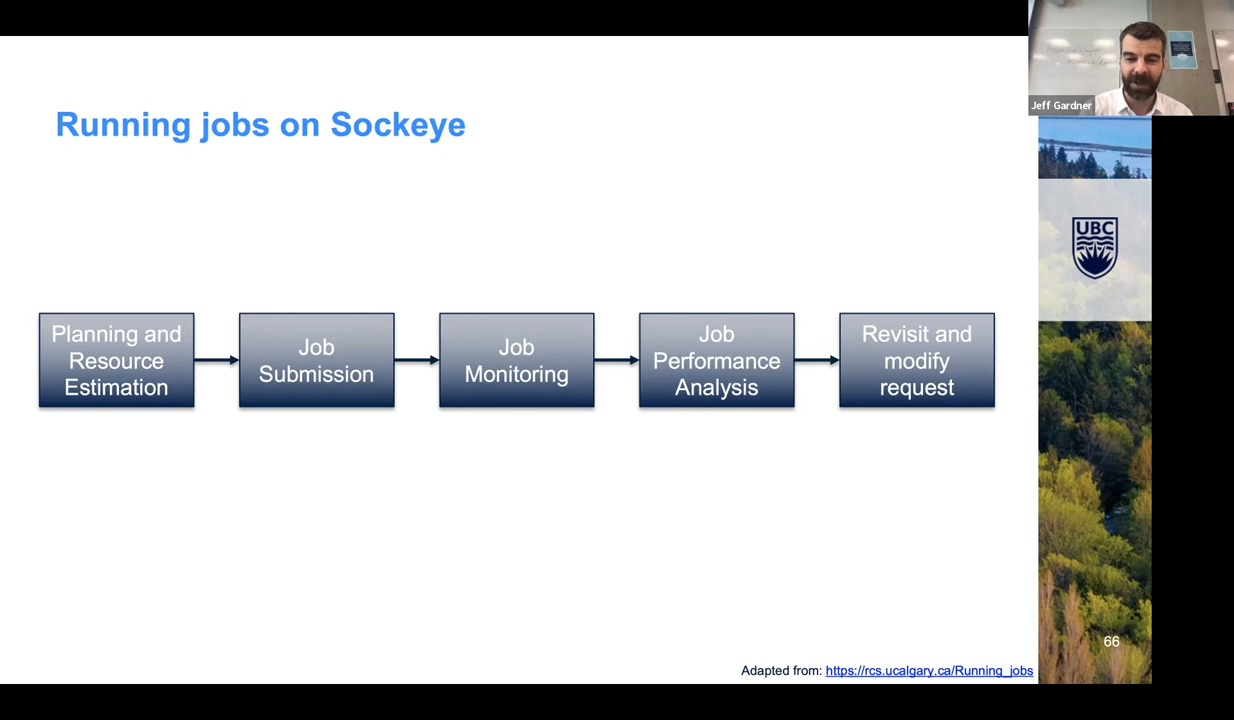 Jeff Gardner
Running jobs on Sockeye
UBC
Planning and
Resource
Estimation
Job
Submission
Job
Monitoring
Job
Performance
Analysis
Revisit and
modify
request
66
Adapted from: https://rcs.ucalgary.ca/Running_jobs